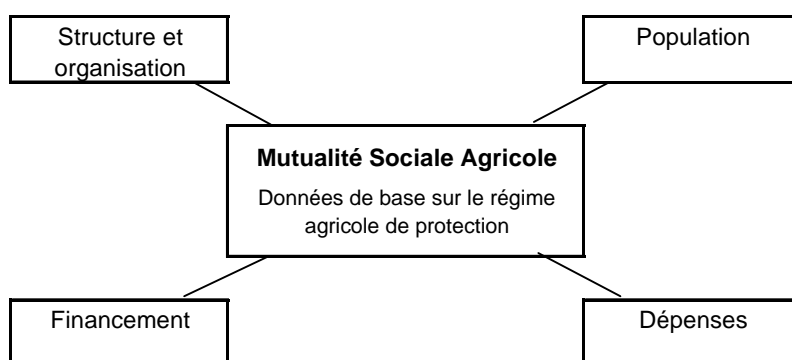 Structure et
organisation
Population
Mutualité Sociale Agricole
Données de base sur le régime
agricole de protection
Financement
Dépenses